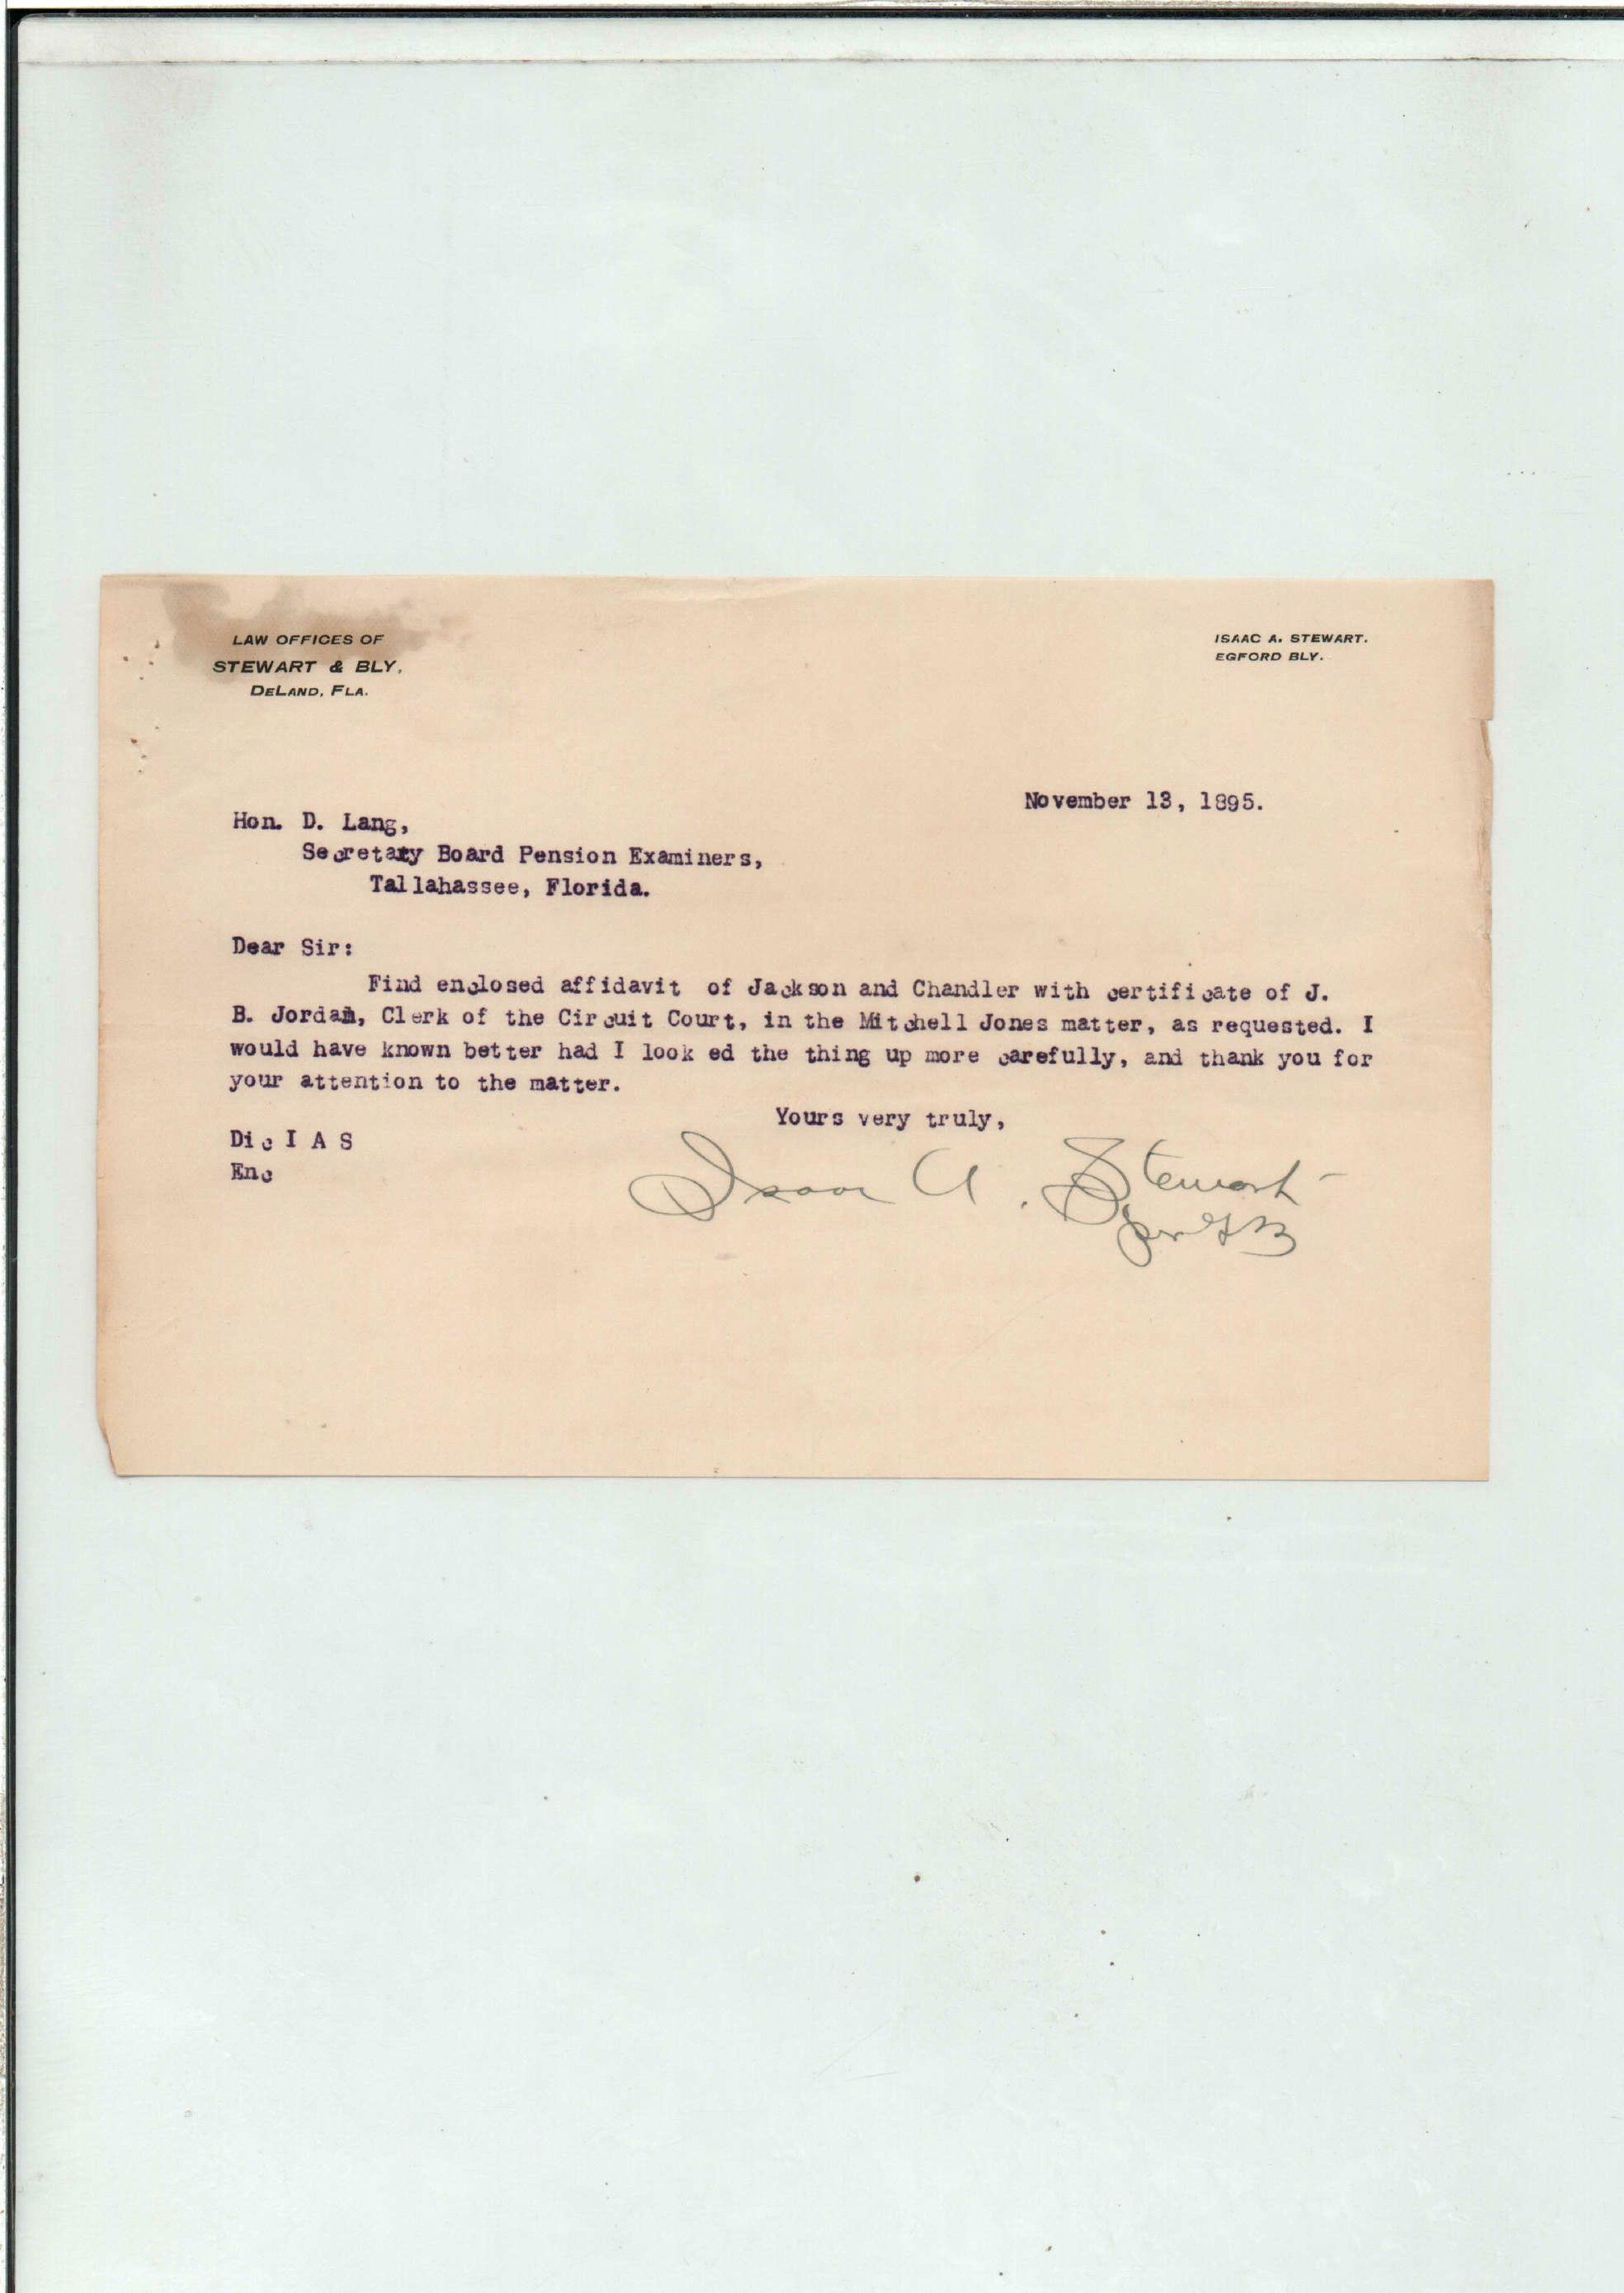 LAW OFFICES OF
STEWART & BLY,
DELAND, FLA.
ISAAC A. STEWART.
EGFORD BLY.
November 13, 1895.
Hon. D. Lang,
Secretary Board Pension Examiners,
Tallahassee, Florida.
Dear Sir:
Find enclosed affidavit of Jackson and Chandler with certificate of J.
B. Jordan, Clerk of the Circuit Court, in the Mitchell Jones matter, as requested. I
would have known better had I look ed the thing up more carefully, and thank you for
your attention to the matter.
Yours very truly,
Dic I A S
Enc
Isaac A. Stewart
per